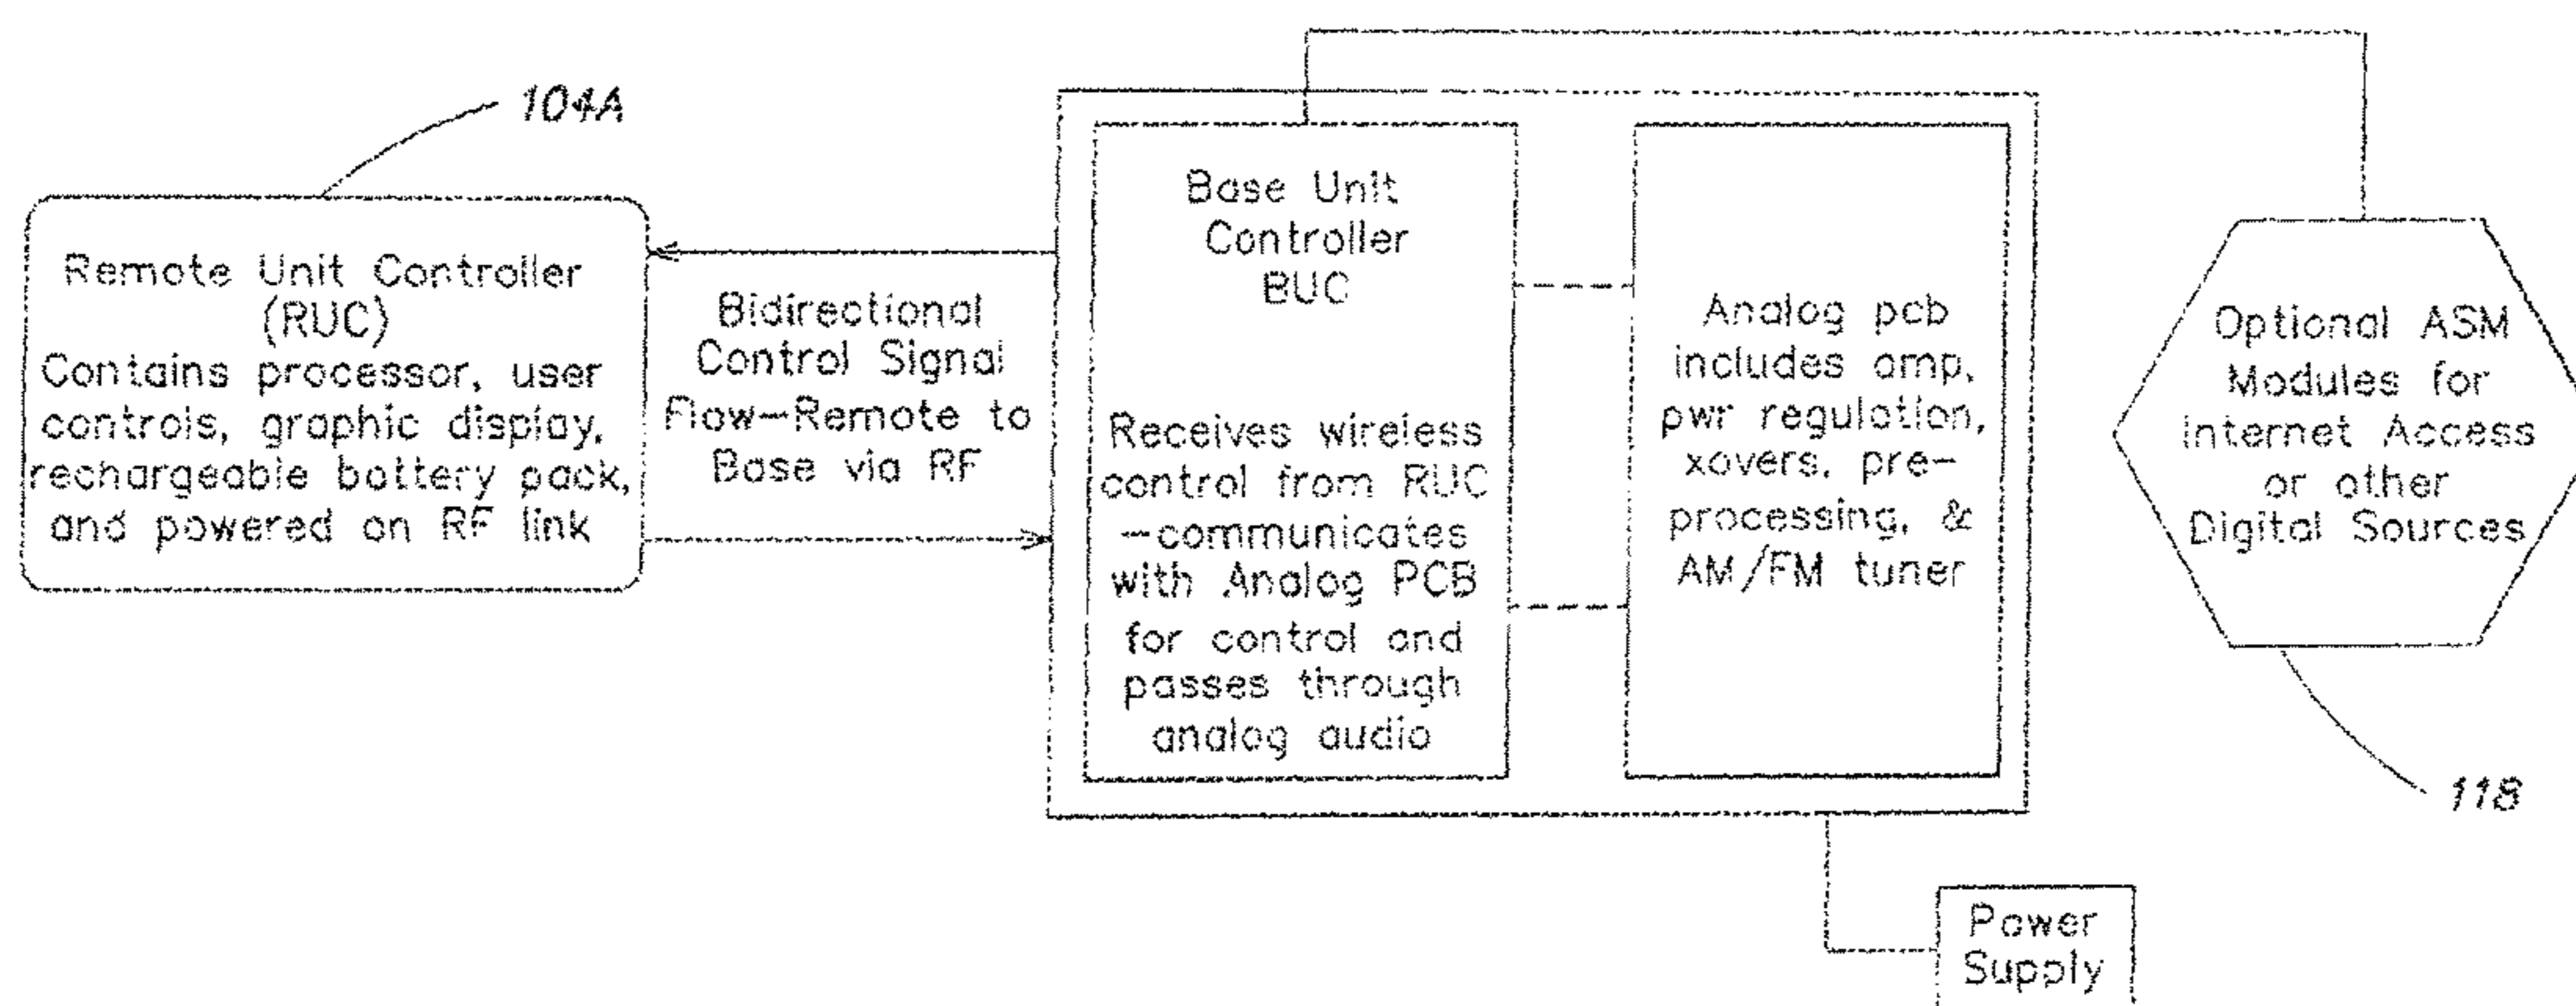 104A
Remote Unit Controller
(RUC)
Contains processor, user
controls, graphic display,
rechargeable battery pack,
and powered on RF link
Bidirectional
Control Signal
Flow—Remote to
Base via RF
Base Unit
Controller
BUC
Receives wireless
control from RUC
—communicates
with Analog PCB
for control and
passes through
analog audio
Analog pcb
includes amp,
pwr regulation,
xovers, pre-
processing, &
AM/FM tuner
Optional ASM
Modules for
Internet Access
or other
Digital Sources
118
Power
Supply